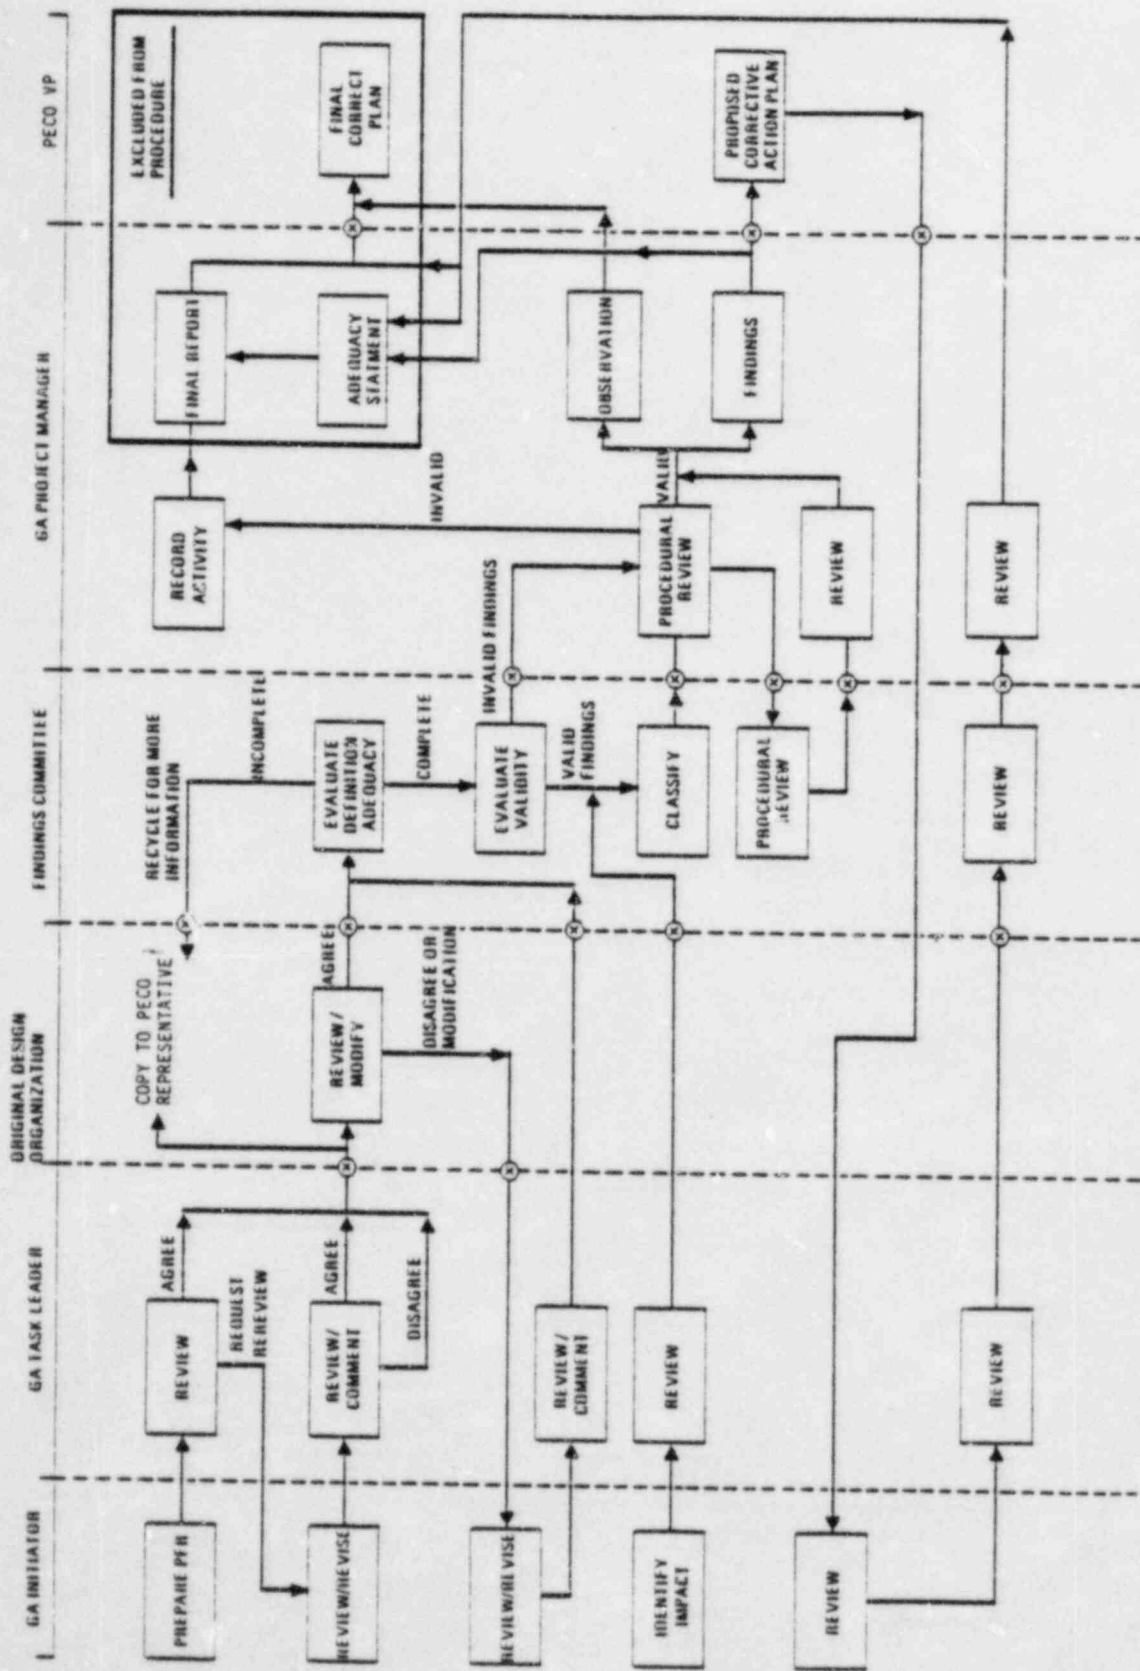 GA INITIATOR
GA TASK LEADER
ORIGINAL DESIGN
ORGANIZATION
FINDINGS COMMITTEE
GA PROJECT MANAGER
PECO VP
PREPARE PFR
REVIEW
AGREE
REQUEST
REREVIEW
COPY TO PECO
REPRESENTATIVE
RECYCLE FOR MORE
INFORMATION
INCOMPLETE
RECORD
ACTIVITY
FINAL REPORT
EXCLUDED FROM
PROCEDURE
REVIEW/REVISE
REVIEW/
COMMENT
AGREE
DISAGREE
REVIEW/
MODIFY
AGREE
DISAGREE OR
MODIFICATION
EVALUATE
DEFINITION
ADEQUACY
COMPLETE
INVALID
ADEQUACY
STATMENT
FINAL
CORRECT
PLAN
REVIEW/REVISE
REVIEW/
COMMENT
EVALUATE
VALIDITY
INVALID FINDINGS
VALID
FINDINGS
OBSERVATION
IDENTIFY
IMPACT
REVIEW
CLASSIFY
PROCEDURAL
REVIEW
VALID
FINDINGS
PROPOSED
CORRECTIVE
ACTION PLAN
PROCEDURAL
REVIEW
REVIEW
REVIEW
REVIEW
REVIEW
REVIEW